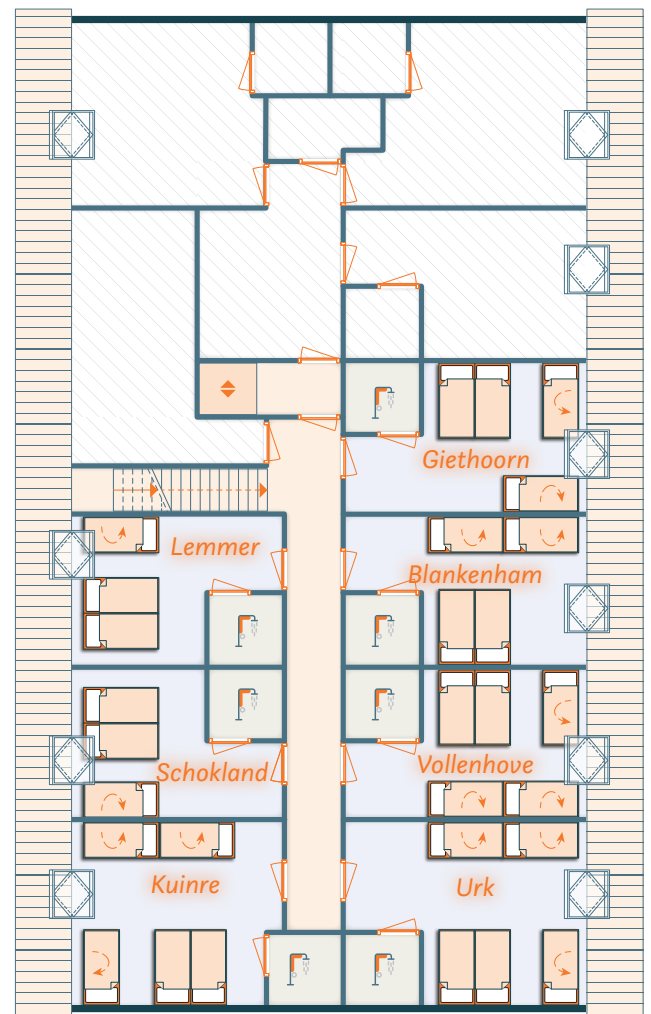 Giethoorn
Lemmer
Blankenham
Schokland
Vollenhove
Kuinre
Urk